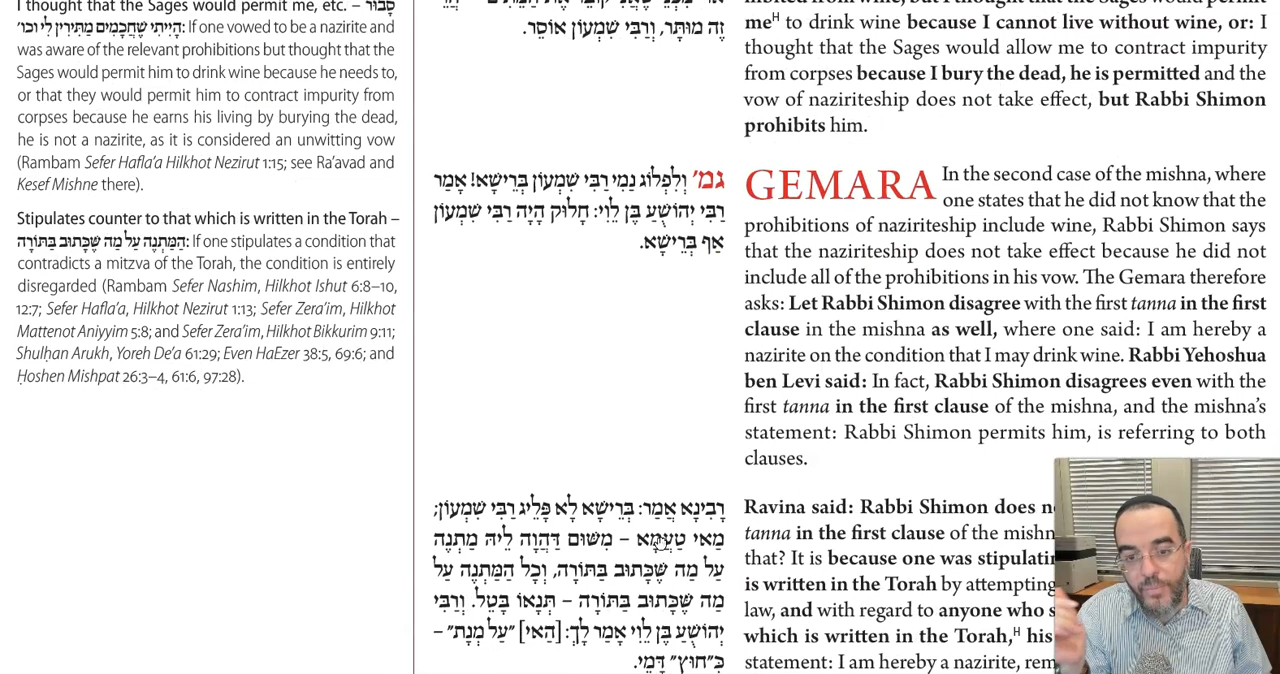 I thought that the Sages would permit me, etc. – סָבוּר
הָיִיתִי שֶׁחֲכָמִים מַתִּירִין לִי וכו׳: If one vowed to be a nazirite and
was aware of the relevant prohibitions but thought that the
Sages would permit him to drink wine because he needs to,
or that they would permit him to contract impurity from
corpses because he earns his living by burying the dead,
he is not a nazirite, as it is considered an unwitting vow
(Rambam Sefer Hafla'a Hilkhot Nezirut 1:15; see Ra'avad and
Kesef Mishne there).
Stipulates counter to that which is written in the Torah –
הַמַּתְנֶה עַל מַה שֶּׁכָּתוּב בַּתּוֹרָה: If one stipulates a condition that
contradicts a mitzva of the Torah, the condition is entirely
disregarded (Rambam Sefer Nashim, Hilkhot Ishut 6:8–10,
12:7; Sefer Hafla'a, Hilkhot Nezirut 1:13; Sefer Zera'im, Hilkhot
Mattenot Aniyyim 5:8; and Sefer Zera'im, Hilkhot Bikkurim 9:11;
Shulḥan Arukh, Yoreh De'a 61:29; Even HaEzer 38:5, 69:6; and
Ḥoshen Mishpat 26:3–4, 61:6, 97:28).
זֶה מוּתָּר, וְרַבִּי שִׁמְעוֹן אוֹסֵר.
גמ׳ וְלִפְלוֹג נַמִי רַבִּי שִׁמְעוֹן בְּרֵישָׁא! אָמַר
רַבִּי יְהוֹשֻׁעַ בֶּן לֵוִי: חָלוּק הָיָה רַבִּי שִׁמְעוֹן
אַף בְּרֵישָׁא.
רָבִינָא אָמַר: בְּרֵישָׁא לָא פָּלֵיג רַבִּי שִׁמְעוֹן;
מַאי טַעְמָא – מִשּׁוּם דַּהֲוָה לֵיהּ מַתְנֶה
עַל מַה שֶּׁכָּתוּב בַּתּוֹרָה, וְכׇל הַמַּתְנֶה עַל
מַה שֶּׁכָּתוּב בַּתּוֹרָה – תְּנָאוֹ בָּטֵל. וְרַבִּי
יְהוֹשֻׁעַ בֶּן לֵוִי אָמַר לָךְ: [הַאי] ״עַל מְנָת״ –
כְּ״חוּץ״ דָּמֵי.
me^H to drink wine because I cannot live without wine, or: I
thought that the Sages would allow me to contract impurity
from corpses because I bury the dead, he is permitted and the
vow of naziriteship does not take effect, but Rabbi Shimon
prohibits him.
GEMARA In the second case of the mishna, where
one states that he did not know that the
prohibitions of naziriteship include wine, Rabbi Shimon says
that the naziriteship does not take effect because he did not
include all of the prohibitions in his vow. The Gemara therefore
asks: Let Rabbi Shimon disagree with the first tanna in the first
clause in the mishna as well, where one said: I am hereby a
nazirite on the condition that I may drink wine. Rabbi Yehoshua
ben Levi said: In fact, Rabbi Shimon disagrees even with the
first tanna in the first clause of the mishna, and the mishna's
statement: Rabbi Shimon permits him, is referring to both
clauses.
Ravina said: Rabbi Shimon does
tanna in the first clause of the
that? It is because one was
is written in the Torah by attempting
law, and with regard to anyone who
which is written in the Torah,^H his
statement: I am hereby a nazirite,